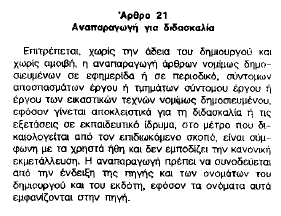 Άρθρο 21
Αναπαραγωγή για διδασκαλία
Επιτρέπεται, χωρίς την άδεια του δημιουργού και
χωρίς αμοιβή, η αναπαραγωγή άρθρων νομίμως δημο-
σιευμένων σε εφημερίδα ή σε περιοδικό, σύντομων
αποσπασμάτων έργου ή τμημάτων σύντομου έργου ή
έργου των εικαστικών τεχνών νομίμως δημοσιευμένου,
εφόσον γίνεται αποκλειστικά για τη διδασκαλία ή τις
εξετάσεις σε εκπαιδευτικό ίδρυμα, στο μέτρο που δι-
καιολογείται από τον επιδιωκόμενο σκοπό, είναι σύμ-
φωνη με τα χρηστά ήθη και δεν εμποδίζει την κανονική
εκμετάλλευση. Η αναπαραγωγή πρέπει να συνοδεύεται
από την ένδειξη της πηγής και των ονομάτων του
δημιουργού και του εκδότη, εφόσον τα ονόματα αυτά
εμφανίζονται στην πηγή.